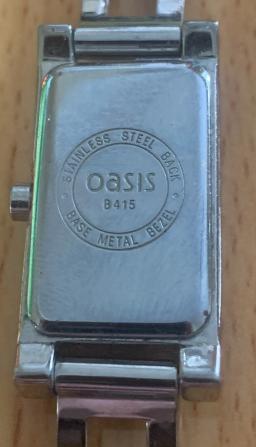 STAINLESS STEEL BACK
oasis
B415
BASE METAL BEZEL